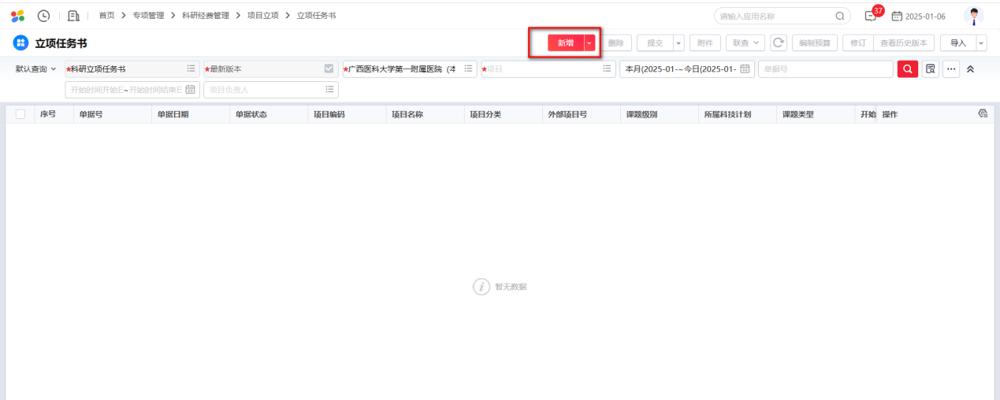 首页 > 专项管理 > 科研经费管理 > 项目立项 > 立项任务书 请输入应用名称 37 2025-01-06
立项任务书 新增 删除 提交 附件 联查 编制预算 修订 查看历史版本 导入
默认查询 *科研立项任务书 *最新版本 *广西医科大学第一附属医院（本 *项目 本月(2025-01-~今日(2025-01- 单据号
开始时间开始日~开始时间结束日 项目负责人
序号 单据号 单据日期 单据状态 项目编码 项目名称 项目分类 外部项目号 课题级别 所属科技计划 课题类型 开始 操作
暂无数据